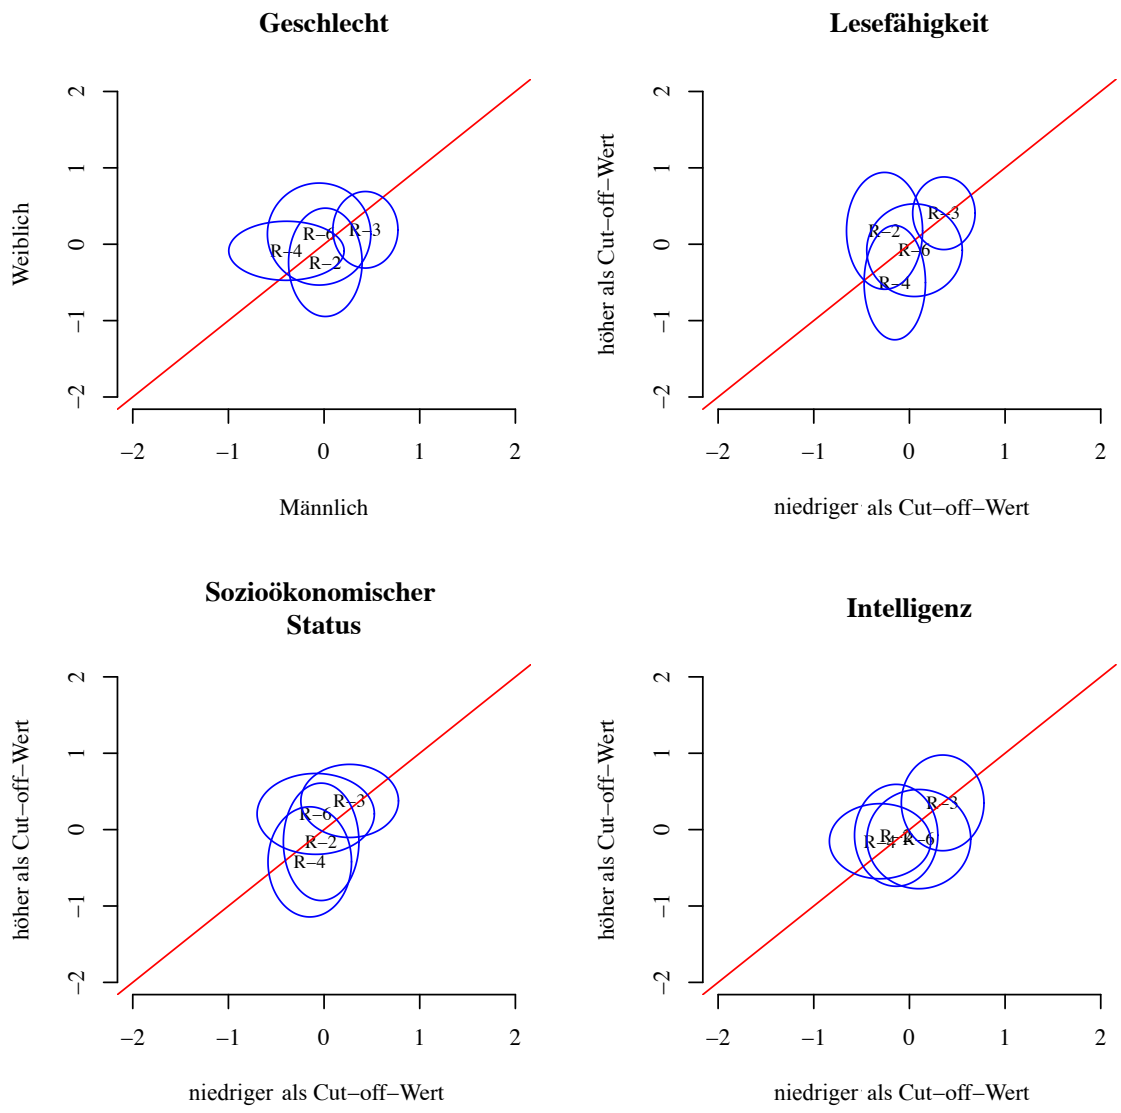 Geschlecht
Weiblich
2
1
0
−1
−2
R−6
R−3
R−4
R−2
−2 −1 0 1 2
Männlich
Lesefähigkeit
höher als Cut−off−Wert
2
1
0
−1
−2
R−3
R−2
R−6
R−4
−2 −1 0 1 2
niedriger als Cut−off−Wert
Sozioökonomischer
Status
höher als Cut−off−Wert
2
1
0
−1
−2
R−3
R−6
R−2
R−4
−2 −1 0 1 2
niedriger als Cut−off−Wert
Intelligenz
höher als Cut−off−Wert
2
1
0
−1
−2
R−3
R−2
R−4
R−6
−2 −1 0 1 2
niedriger als Cut−off−Wert